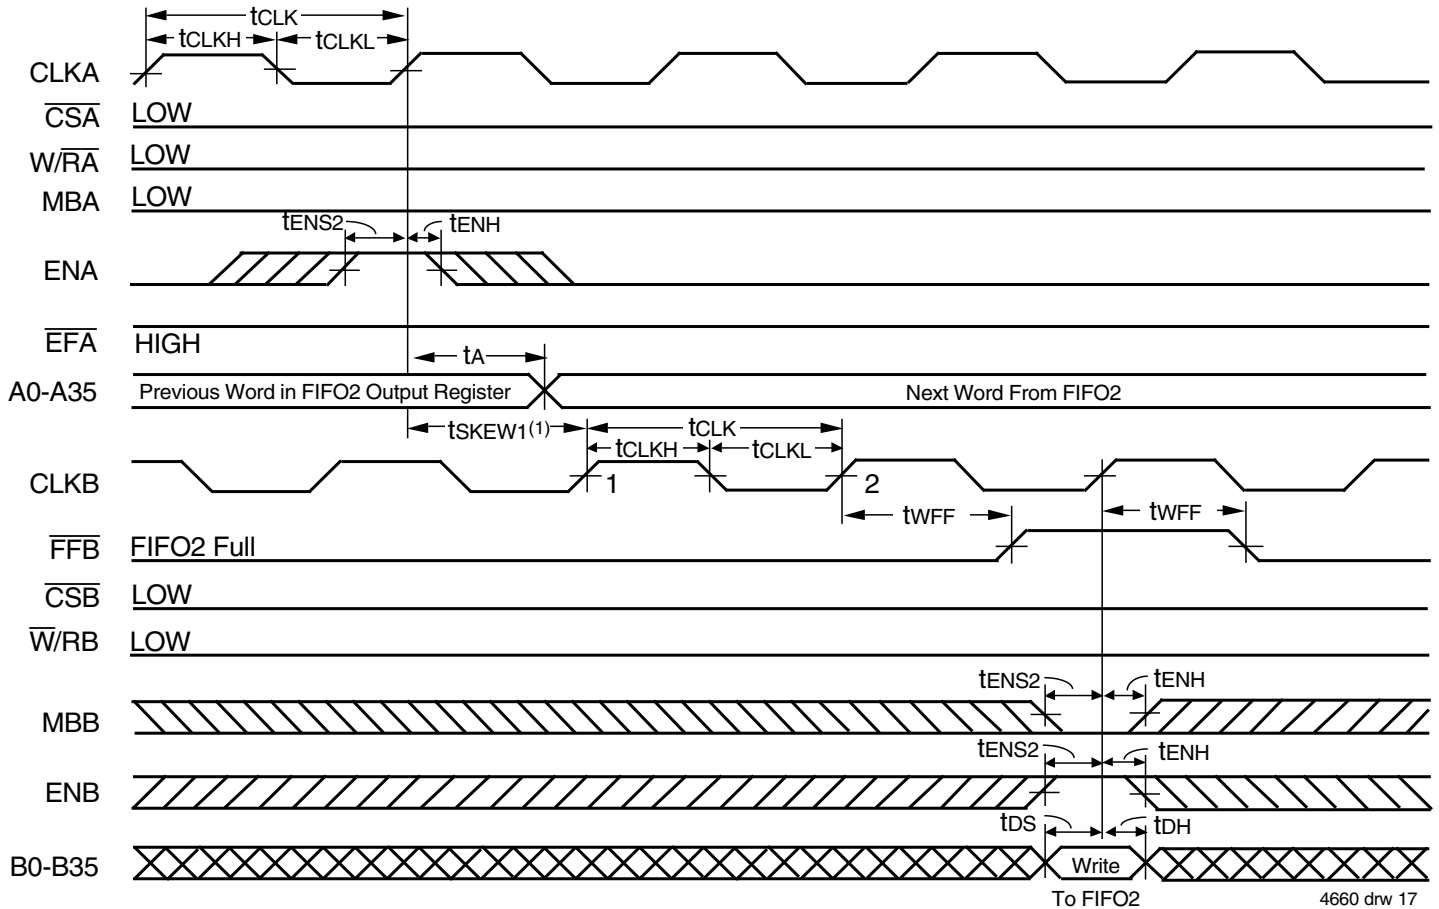 tCLK
tCLKH tCLKL
CLKA
CSA LOW
W/RA LOW
MBA LOW
tENS2 tENH
ENA
EFA HIGH
tA
A0-A35 Previous Word in FIFO2 Output Register Next Word From FIFO2
tSKEW1(1) tCLK
tCLKH tCLKL
CLKB 1 2
tWFF tWFF
FFB FIFO2 Full
CSB LOW
W/RB LOW
tENS2 tENH
MBB
tENS2 tENH
ENB
tDS tDH
B0-B35 Write
To FIFO2 4660 drw 17